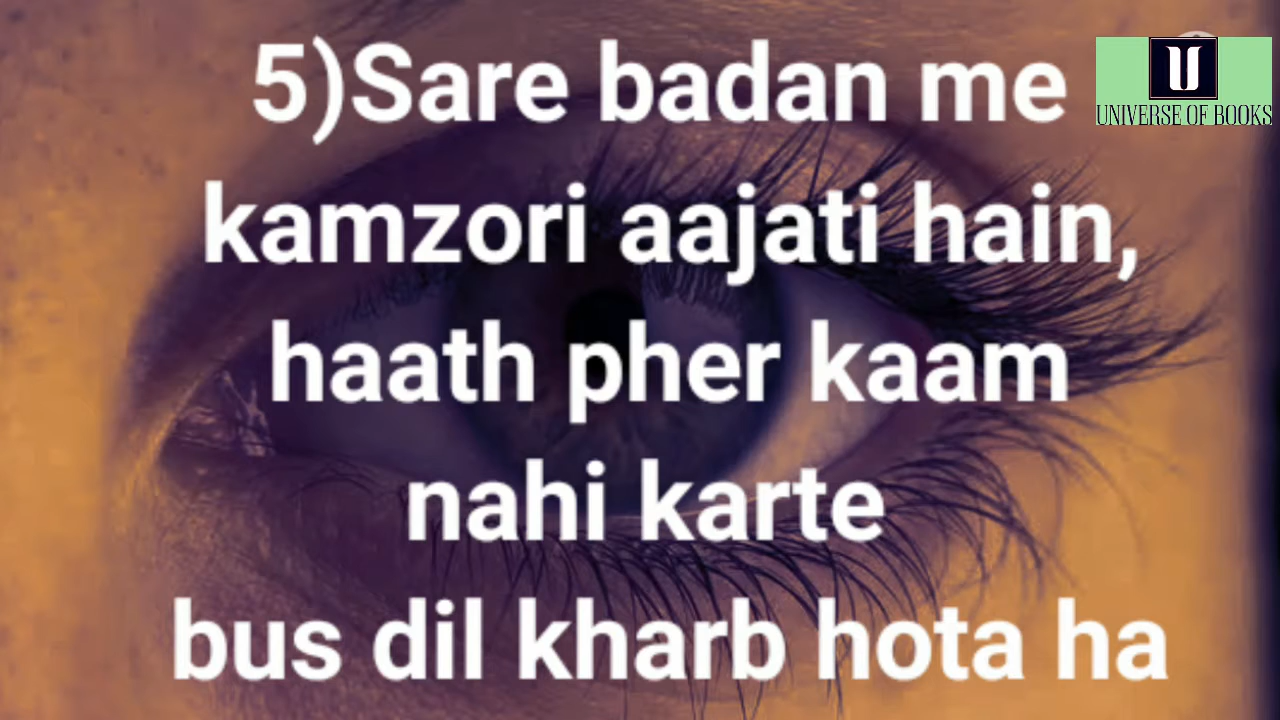 5)Sare badan me
kamzori aajati hain,
haath pher kaam
nahi karte
bus dil kharb hota ha
U
UNIVERSE OF BOOKS